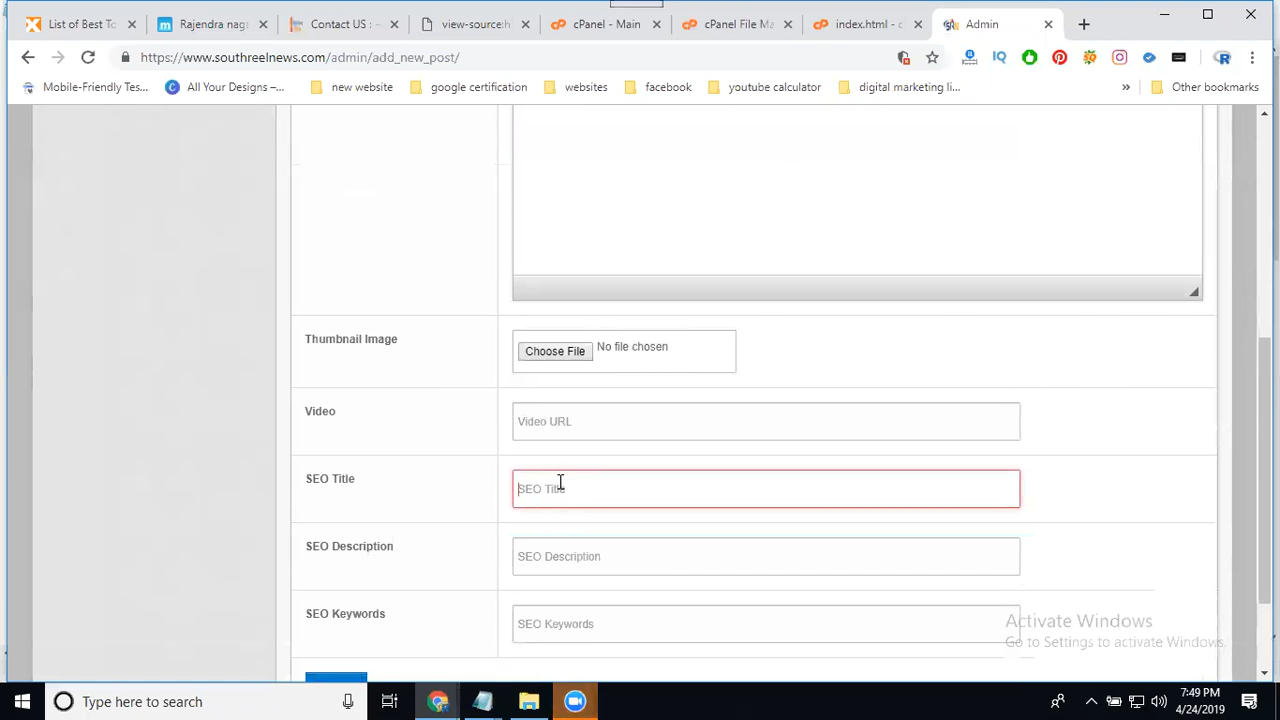 List of Best To
Rajendra nag
Contact US :
view-source:h
cPanel - Main
cPanel File Ma
index.html -
Admin
https://www.southreelnews.com/admin/add_new_post/
Mobile-Friendly Tes...
All Your Designs –...
new website
google certification
websites
facebook
youtube calculator
digital marketing li...
Other bookmarks
Thumbnail Image
Choose File
No file chosen
Video
Video URL
SEO Title
SEO Title
SEO Description
SEO Description
SEO Keywords
SEO Keywords
Activate Windows
Go to Settings to activate Windows.
Type here to search
7:49 PM
4/24/2019